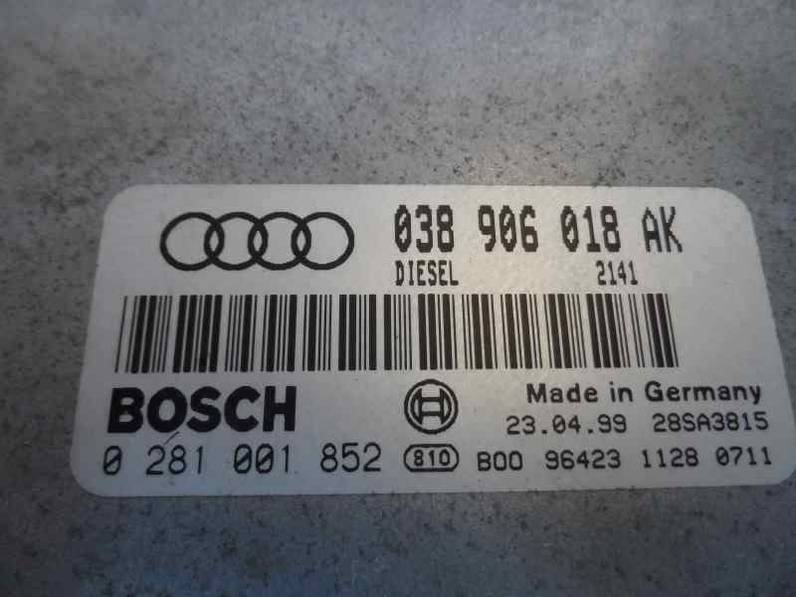 038 906 018 AK
DIESEL 2141
BOSCH Made in Germany
23.04.99 28SA3815
0 281 001 852 810 B00 96423 1128 0711